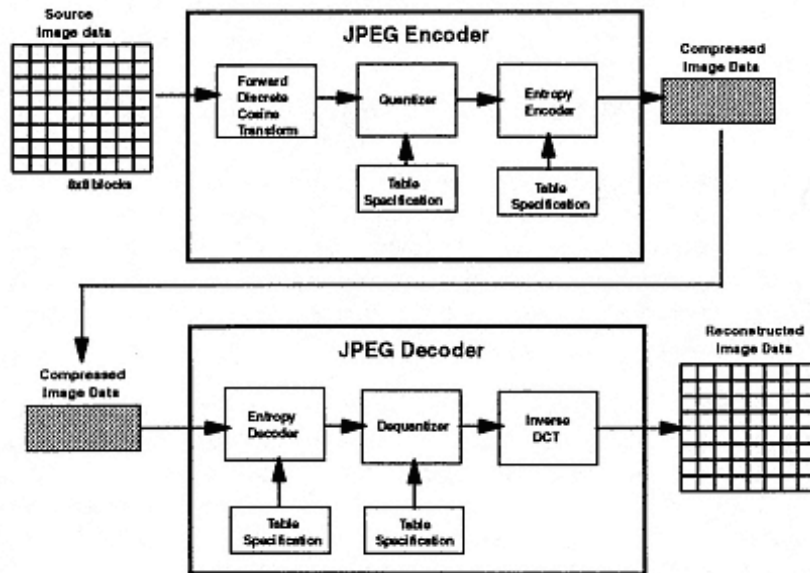 Source
Image data
JPEG Encoder
Compressed
Image Data
Forward
Discrete
Cosine
Transform
Quantizer
Entropy
Encoder
8x8 blocks
Table
Specification
Table
Specification
JPEG Decoder
Reconstructed
Image Data
Compressed
Image Data
Entropy
Decoder
Dequantizer
Inverse
DCT
Table
Specification
Table
Specification